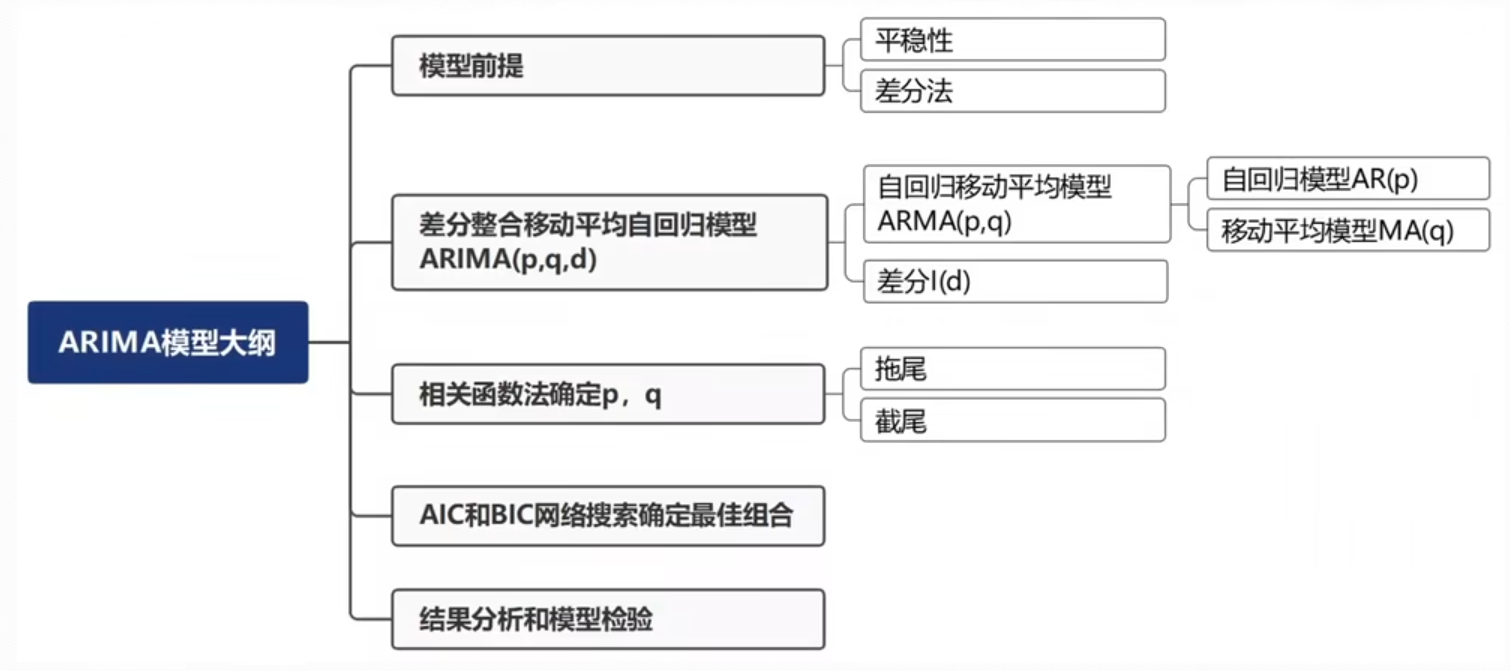 ARIMA模型大纲
模型前提
平稳性
差分法
差分整合移动平均自回归模型
ARIMA(p,q,d)
自回归移动平均模型
ARMA(p,q)
自回归模型AR(p)
移动平均模型MA(q)
差分I(d)
相关函数法确定p，q
拖尾
截尾
AIC和BIC网络搜索确定最佳组合
结果分析和模型检验